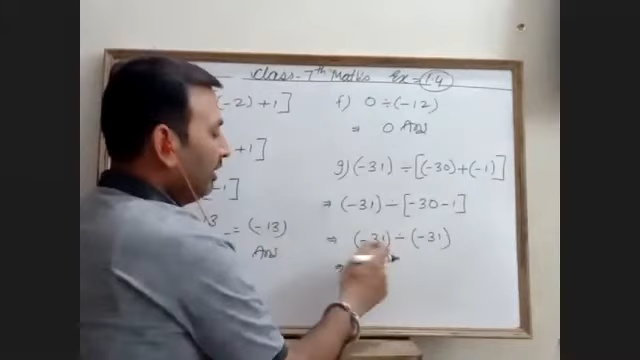 Class-7th Maths Ex=1.4
-2) + 1]
+ 1]
-1]
13
= (-13)
Ans
f) 0 ÷ (-12)
⇒ 0 Ans
g) (-31) ÷ [(-30) + (-1)]
⇒ (-31) ÷ [-30 - 1]
⇒ (-31) ÷ (-31)
⇒